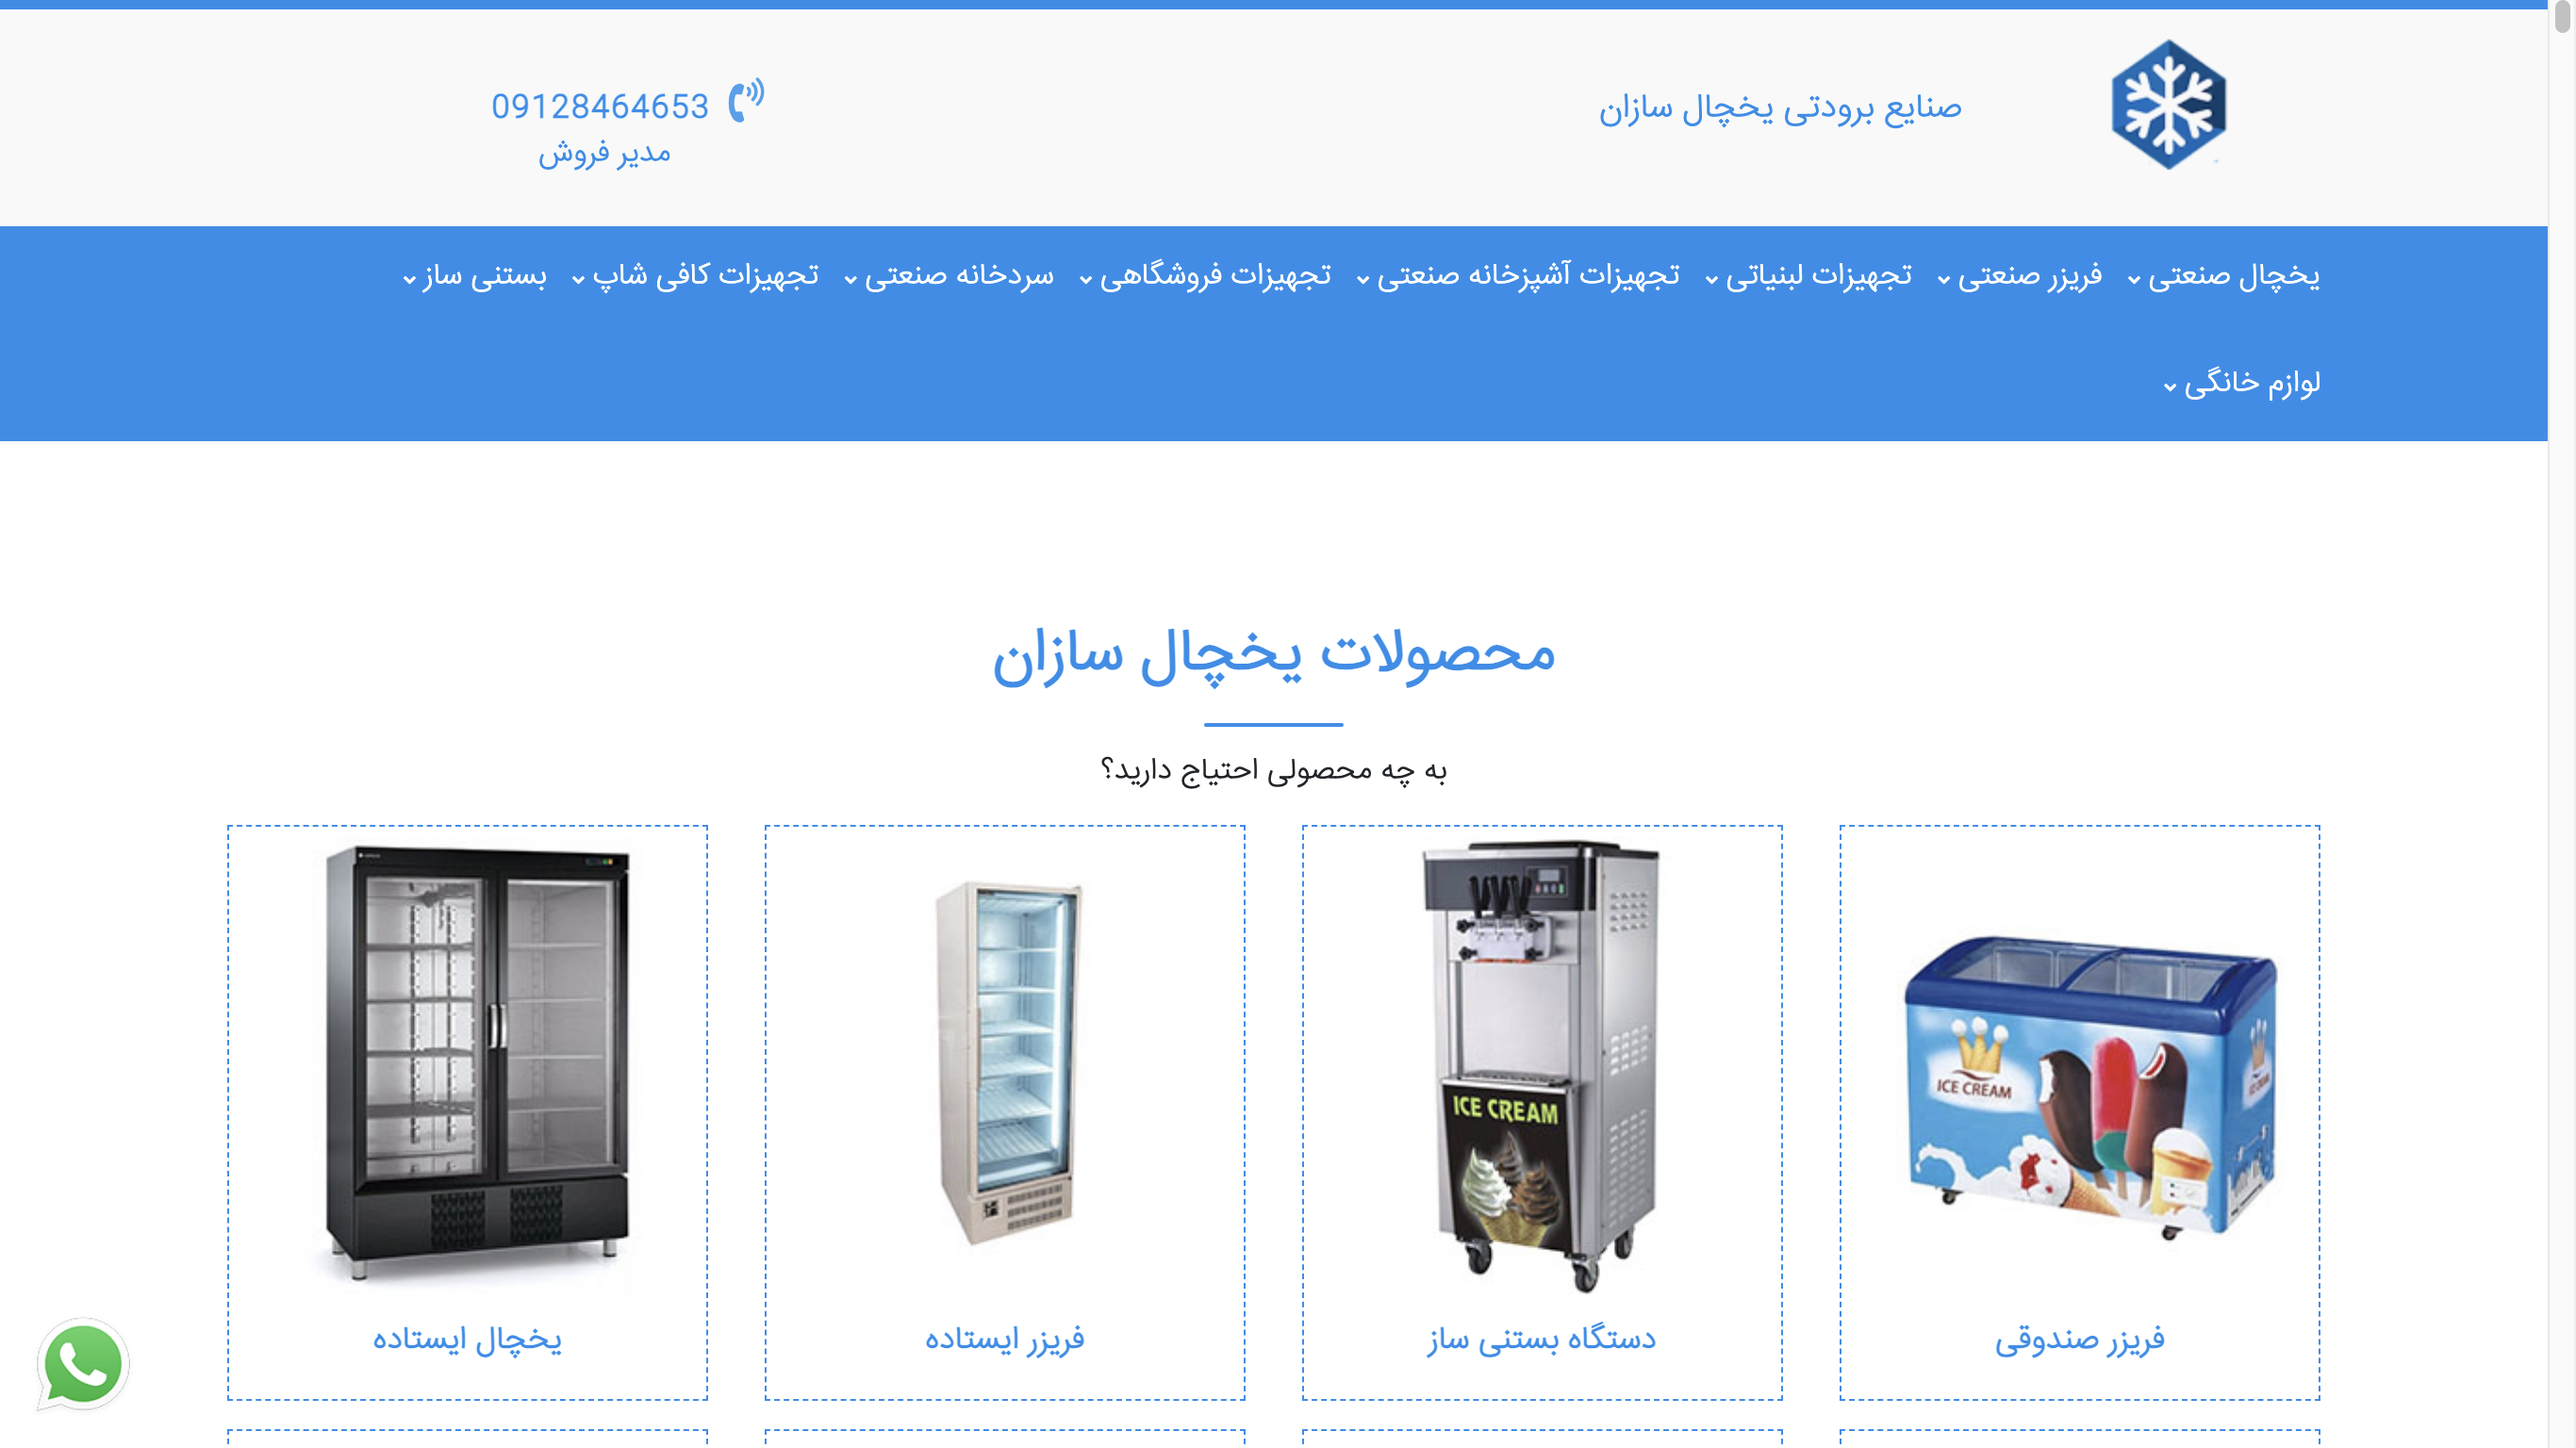 صنایع برودتی یخچال سازان
09128464653
مدیر فروش
یخچال صنعتی فریزر صنعتی تجهیزات لبنیاتی تجهیزات آشپزخانه صنعتی تجهیزات فروشگاهی سردخانه صنعتی تجهیزات کافی شاپ بستنی ساز
لوازم خانگی
محصولات یخچال سازان
به چه محصولی احتیاج دارید؟
ICE CREAM
ICE CREAM
فریزر صندوقی
دستگاه بستنی ساز
فریزر ایستاده
یخچال ایستاده